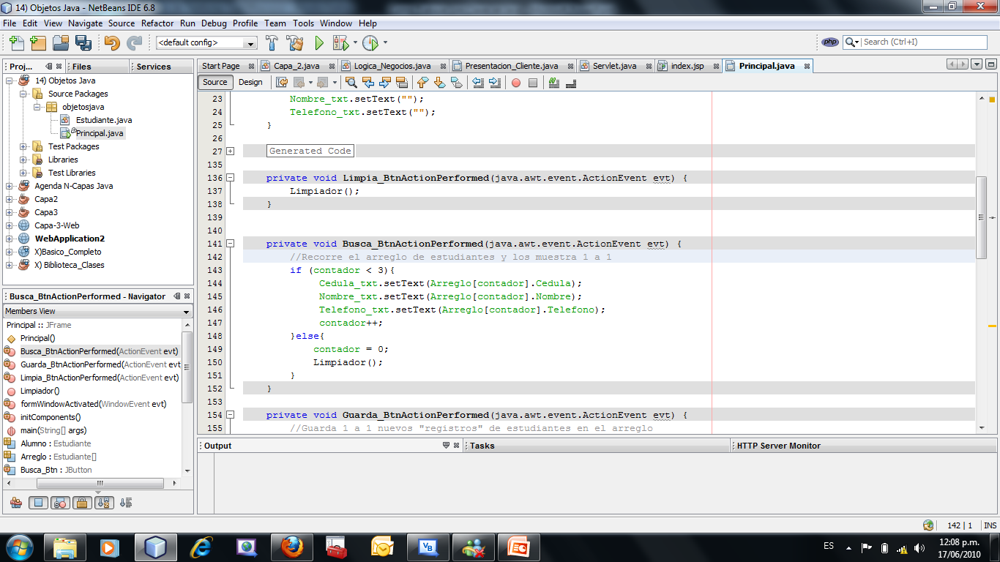 14) Objetos Java - NetBeans IDE 6.8
File Edit View Navigate Source Refactor Run Debug Profile Team Tools Window Help
<default config>
php
Search (Ctrl+I)
Proj...
Files
Services
14) Objetos Java
Source Packages
objetosjava
Estudiante.java
Principal.java
Test Packages
Libraries
Test Libraries
Agenda N-Capas Java
Capa2
Capa3
Capa-3-Web
WebApplication2
X)Basico_Completo
X) Biblioteca_Clases
Busca_BtnActionPerformed - Navigator
Members View
Principal :: JFrame
Principal()
Busca_BtnActionPerformed(ActionEvent evt)
Guarda_BtnActionPerformed(ActionEvent evt
Limpia_BtnActionPerformed(ActionEvent evt)
Limpiador()
formWindowActivated(WindowEvent evt)
initComponents()
main(String[] args)
Alumno : Estudiante
Arreglo : Estudiante[]
Busca_Btn : JButton
Start Page Capa_2.java Logica_Negocios.java Presentacion_Cliente.java Servlet.java index.jsp Principal.java
Source Design
23 Nombre_txt.setText("");
24 Telefono_txt.setText("");
25 }
26
27 Generated Code
135
136 private void Limpia_BtnActionPerformed(java.awt.event.ActionEvent evt) {
137 Limpiador();
138 }
139
140
141 private void Busca_BtnActionPerformed(java.awt.event.ActionEvent evt) {
142 //Recorre el arreglo de estudiantes y los muestra 1 a 1
143 if (contador < 3){
144 Cedula_txt.setText(Arreglo[contador].Cedula);
145 Nombre_txt.setText(Arreglo[contador].Nombre);
146 Telefono_txt.setText(Arreglo[contador].Telefono);
147 contador++;
148 }else{
149 contador = 0;
150 Limpiador();
151 }
152 }
153
154 private void Guarda_BtnActionPerformed(java.awt.event.ActionEvent evt) {
155 //Guarda 1 a 1 nuevos "registros" de estudiantes en el arreglo
Output
Tasks
HTTP Server Monitor
142 | 1 INS
VB
ES
12:08 p.m.
17/06/2010